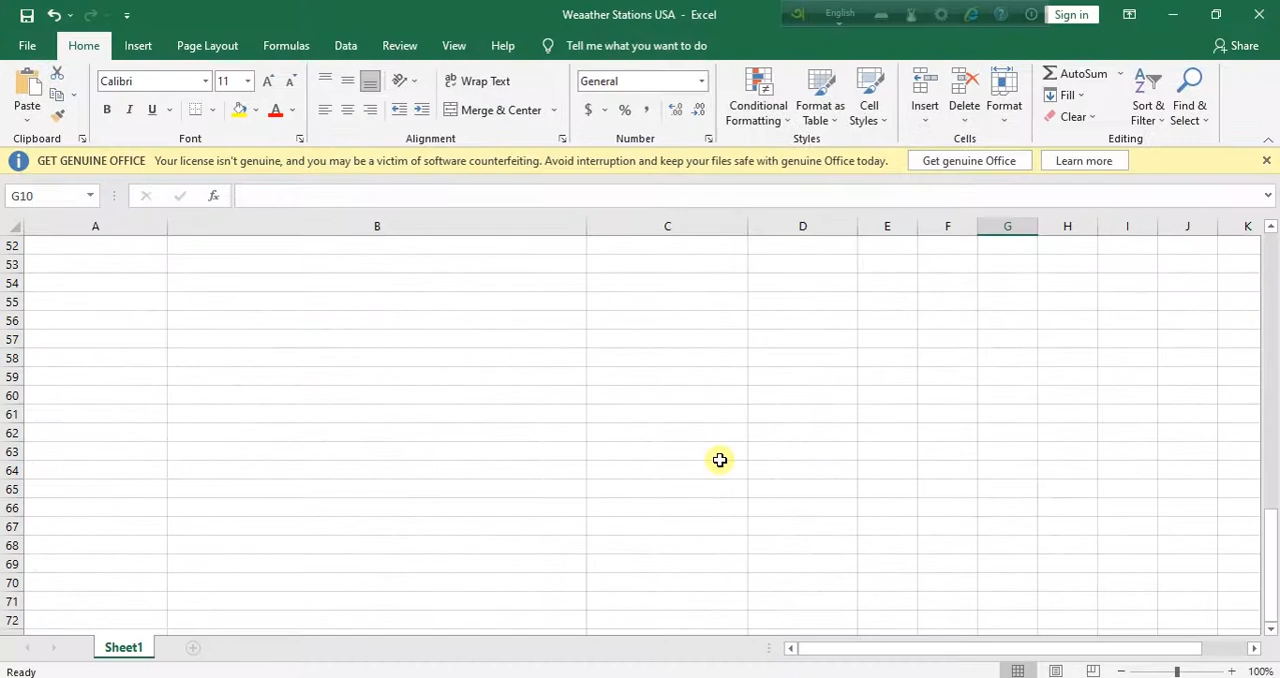 Weaather Stations USA - Excel
English
Sign in
File Home Insert Page Layout Formulas Data Review View Help Tell me what you want to do Share
Paste
Calibri 11
B I U
Wrap Text
Merge & Center
General
$ % ,
Conditional Formatting
Format as Table
Cell Styles
Insert Delete Format
AutoSum
Fill
Clear
Sort & Filter
Find & Select
Clipboard Font Alignment Number Styles Cells Editing
GET GENUINE OFFICE Your license isn't genuine, and you may be a victim of software counterfeiting. Avoid interruption and keep your files safe with genuine Office today. Get genuine Office Learn more
G10 fx
A B C D E F G H I J K
52
53
54
55
56
57
58
59
60
61
62
63
64
65
66
67
68
69
70
71
72
Sheet1
Ready 100%